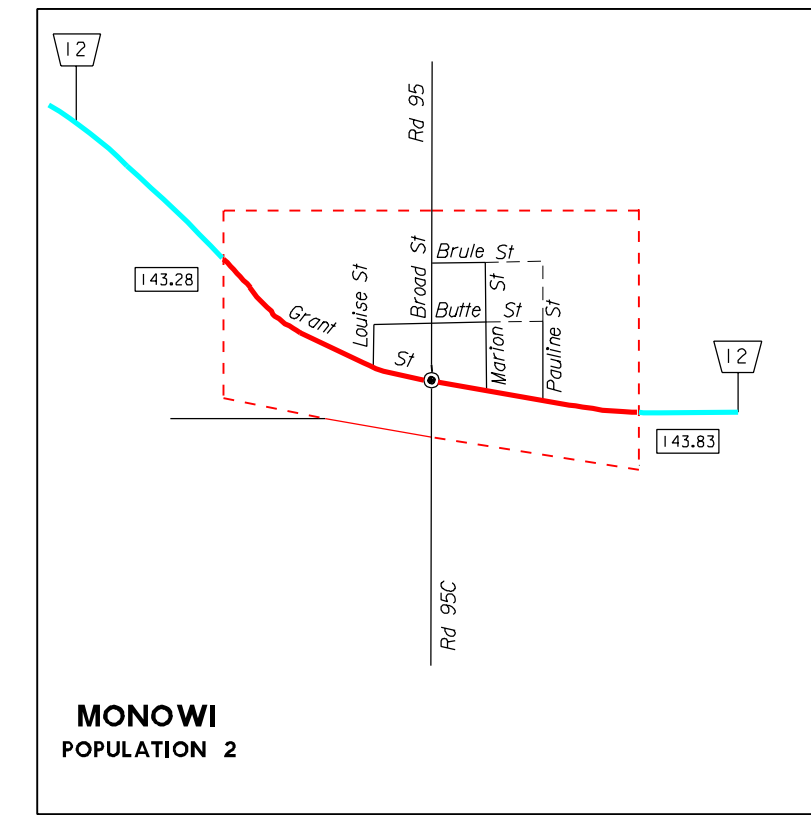 12
Rd 95
Brule St
Broad St
143.28
St
Louise St
Butte St
Grant
Pauline St
Marion
St
12
143.83
Rd 95C
MONOWI
POPULATION 2